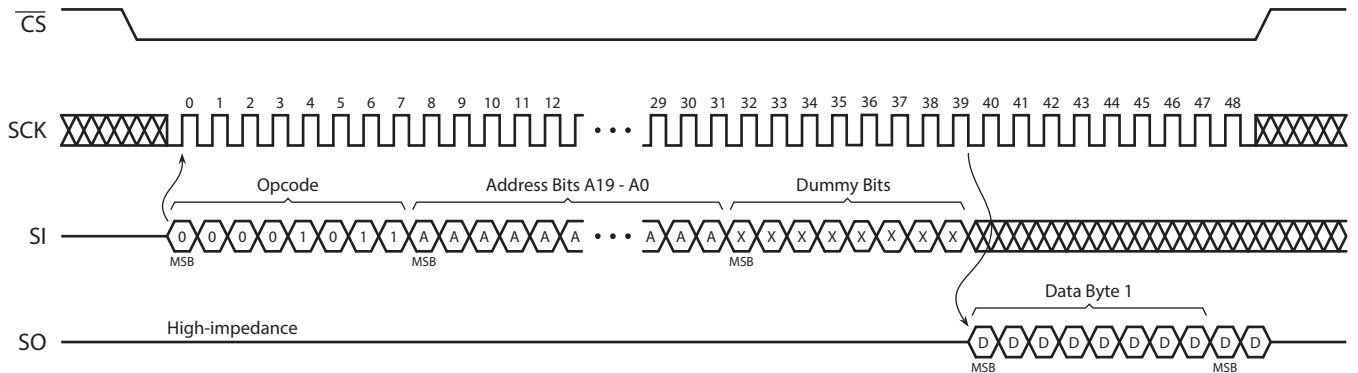 CS
0 1 2 3 4 5 6 7 8 9 10 11 12 29 30 31 32 33 34 35 36 37 38 39 40 41 42 43 44 45 46 47 48
SCK • • •
Opcode Address Bits A19 - A0 Dummy Bits
SI 0 0 0 0 1 0 1 1 A A A A A A • • • A A A X X X X X X X X
MSB MSB MSB
Data Byte 1
High-impedance
SO D D D D D D D D D D
MSB MSB